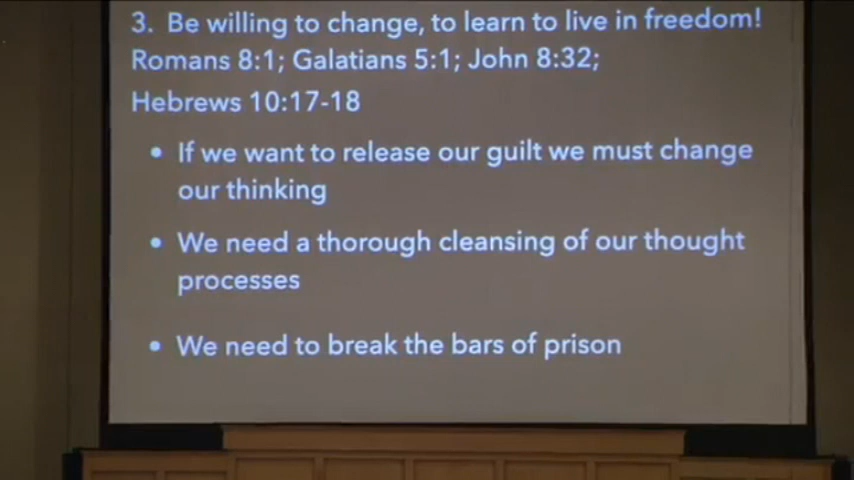 3. Be willing to change, to learn to live in freedom!
Romans 8:1; Galatians 5:1; John 8:32;
Hebrews 10:17-18
• If we want to release our guilt we must change
our thinking
• We need a thorough cleansing of our thought
processes
• We need to break the bars of prison